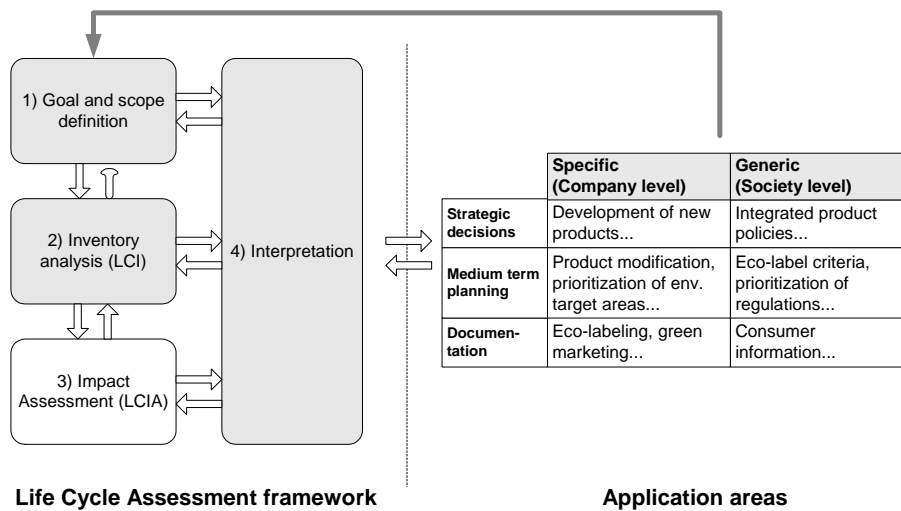 1) Goal and scope
definition
2) Inventory
analysis (LCI)
3) Impact
Assessment (LCIA)
4) Interpretation
Specific
(Company level)
Generic
(Society level)
Strategic
decisions
Development of new
products...
Integrated product
policies...
Medium term
planning
Product modification,
prioritization of env.
target areas...
Eco-label criteria,
prioritization of
regulations...
Documen-
tation
Eco-labeling, green
marketing...
Consumer
information...
Life Cycle Assessment framework
Application areas